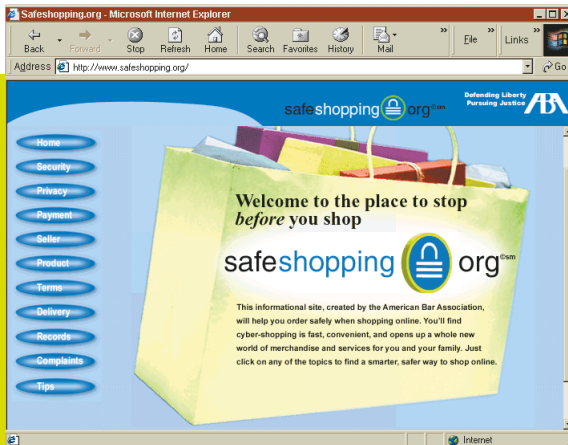 Safeshopping.org - Microsoft Internet Explorer
Back Forward Stop Refresh Home Search Favorites History Mail » File » Links »
Address http://www.safeshopping.org/ Go
safeshopping org©sm
Defending Liberty
Pursuing Justice
ABA
Home
Security
Privacy
Payment
Seller
Product
Terms
Delivery
Records
Complaints
Tips
Welcome to the place to stop
before you shop
safeshopping org©sm
This informational site, created by the American Bar Association,
will help you order safely when shopping online. You'll find
cyber-shopping is fast, convenient, and opens up a whole new
world of merchandise and services for you and your family. Just
click on any of the topics to find a smarter, safer way to shop online.
Internet